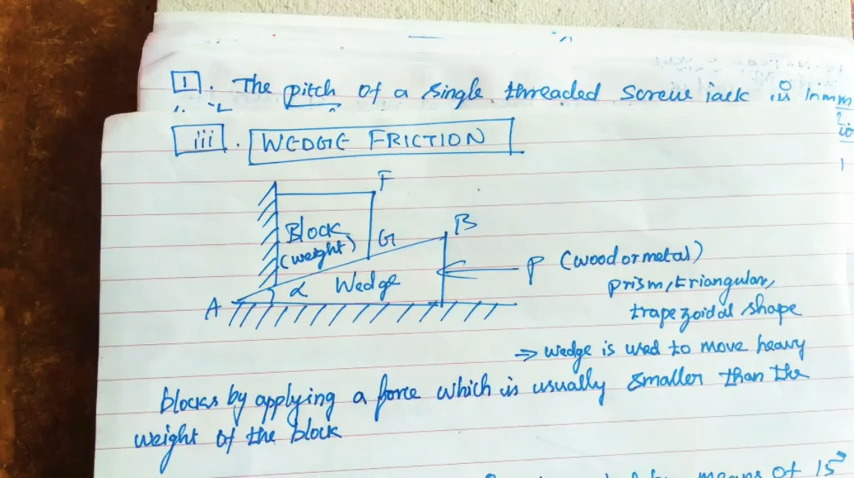 1. The pitch of a single threaded screw jack is 10mm
iii. WEDGE FRICTION
F
Block
(weight)
G
B
α Wedge
A
P (wood or metal)
prism, triangular,
trapezoidal shape
→ wedge is used to move heavy
blocks by applying a force which is usually smaller than the
weight of the block
means of 15°